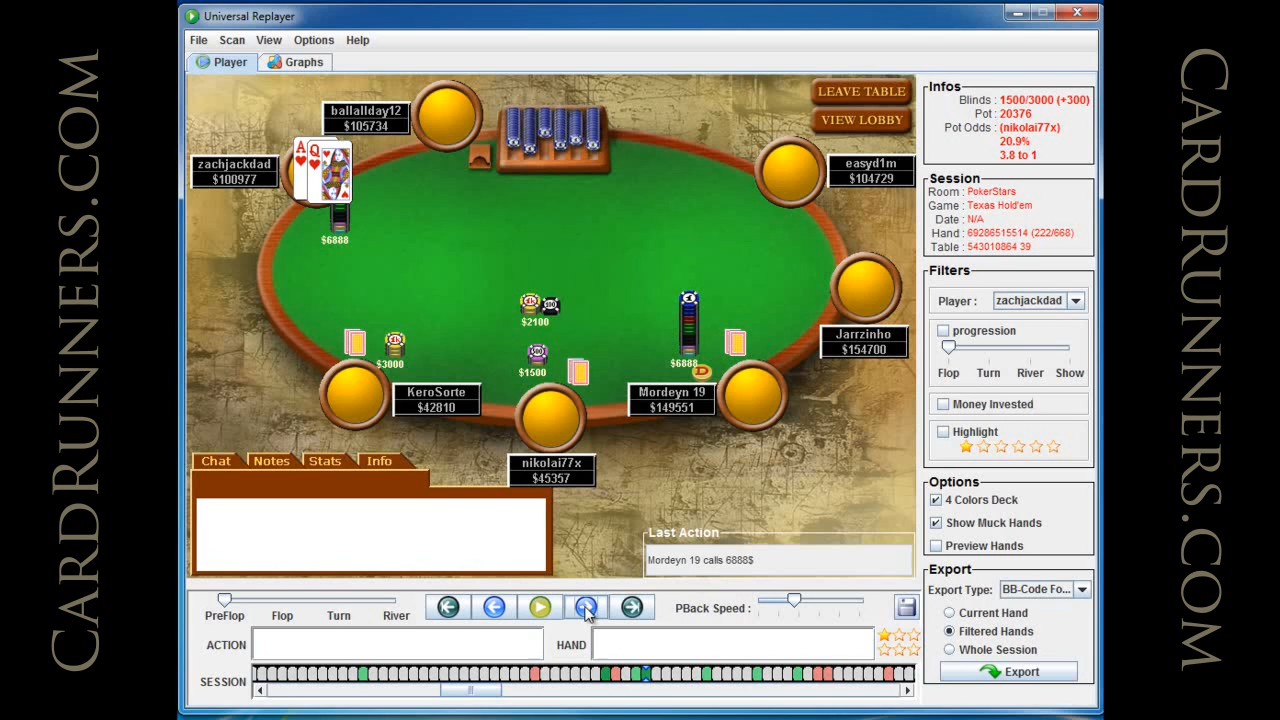 CARDRUNNERS.COM
Universal Replayer
File Scan View Options Help
Player Graphs
ballallday12
$105734
LEAVE TABLE
VIEW LOBBY
zachjackdad
$100977
A Q
$6888
easyd1m
$104729
Jarrzinho
$154700
$2100
$3000
$1500
$6888
D
KeroSorte
$42810
Mordeyn 19
$149551
nikolai77x
$45357
Chat Notes Stats Info
Last Action
Mordeyn 19 calls 6888$
PreFlop Flop Turn River
PBack Speed :
ACTION
HAND
SESSION
Infos
Blinds : 1500/3000 (+300)
Pot : 20376
Pot Odds : (nikolai77x)
20.9%
3.8 to 1
Session
Room : PokerStars
Game : Texas Hold'em
Date : N/A
Hand : 69286515514 (222/668)
Table : 543010864 39
Filters
Player : zachjackdad
progression
Flop Turn River Show
Money Invested
Highlight
Options
4 Colors Deck
Show Muck Hands
Preview Hands
Export
Export Type: BB-Code Fo...
Current Hand
Filtered Hands
Whole Session
Export
CARDRUNNERS.COM